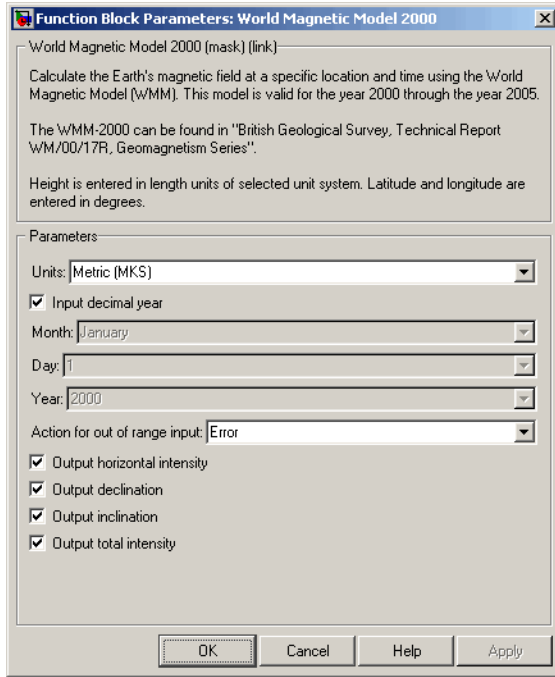 Function Block Parameters: World Magnetic Model 2000
World Magnetic Model 2000 (mask) (link)
Calculate the Earth's magnetic field at a specific location and time using the World
Magnetic Model (WMM). This model is valid for the year 2000 through the year 2005.
The WMM-2000 can be found in "British Geological Survey, Technical Report
WM/00/17R, Geomagnetism Series".
Height is entered in length units of selected unit system. Latitude and longitude are
entered in degrees.
Parameters
Units: Metric (MKS)
Input decimal year
Month: January
Day: 1
Year: 2000
Action for out of range input: Error
Output horizontal intensity
Output declination
Output inclination
Output total intensity
OK Cancel Help Apply